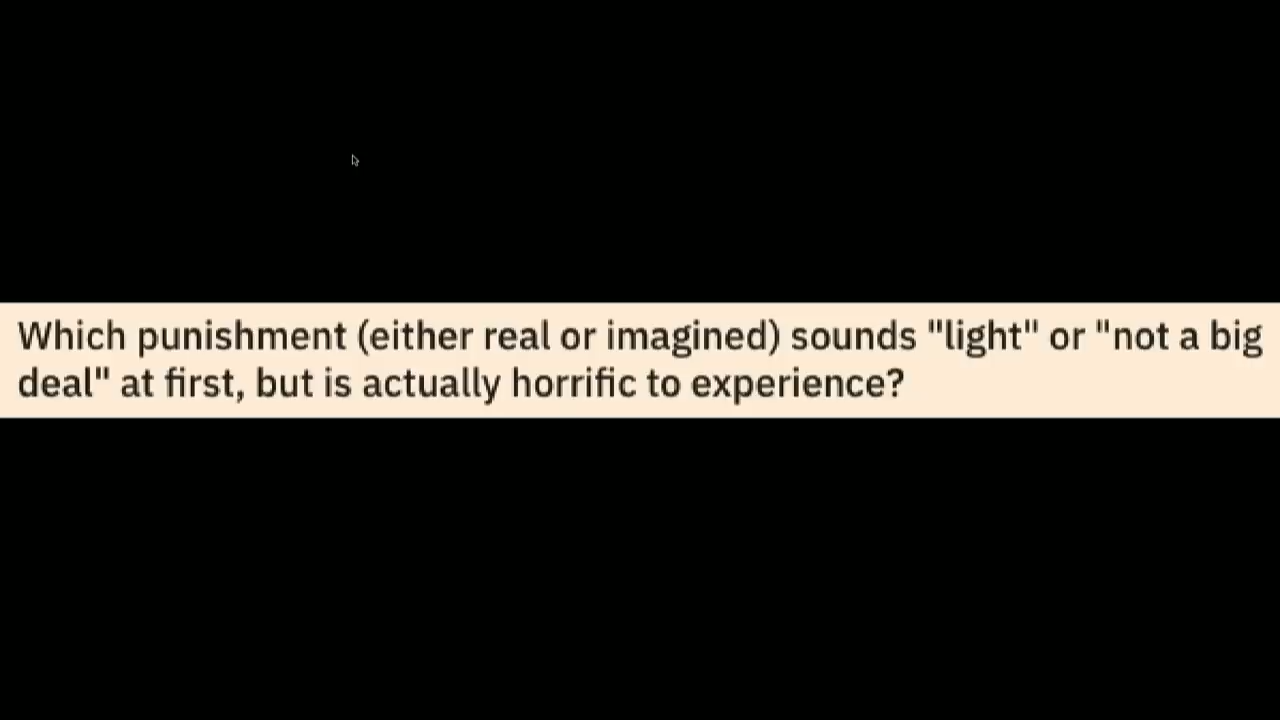 Which punishment (either real or imagined) sounds "light" or "not a big
deal" at first, but is actually horrific to experience?